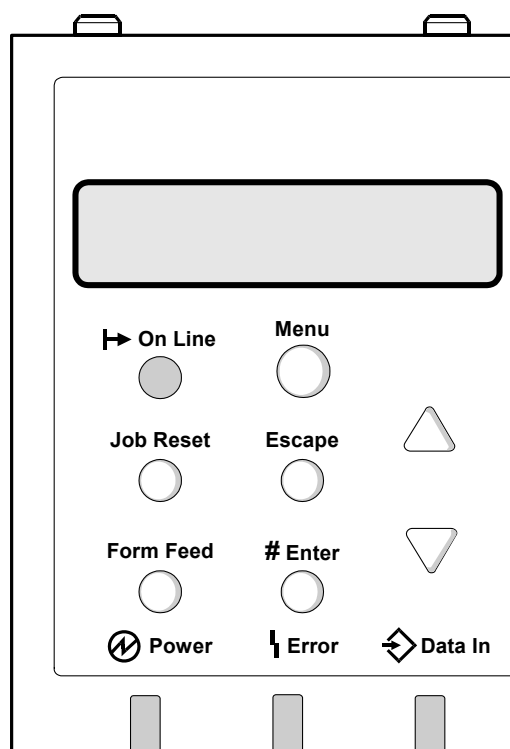 On Line
Menu
Job Reset
Escape
Form Feed
# Enter
Power
Error
Data In